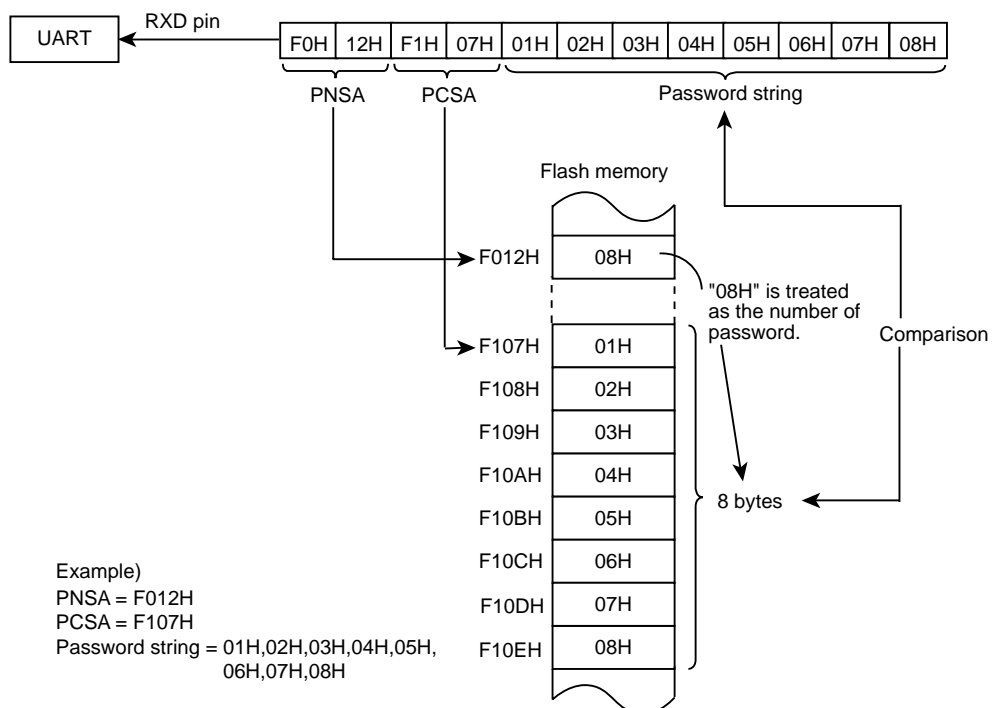 RXD pin
UART
F0H 12H F1H 07H 01H 02H 03H 04H 05H 06H 07H 08H
PNSA PCSA Password string
Flash memory
F012H 08H
"08H" is treated
as the number of
password.
Comparison
F107H 01H
F108H 02H
F109H 03H
F10AH 04H
8 bytes
F10BH 05H
F10CH 06H
F10DH 07H
F10EH 08H
Example)
PNSA = F012H
PCSA = F107H
Password string = 01H,02H,03H,04H,05H,
06H,07H,08H